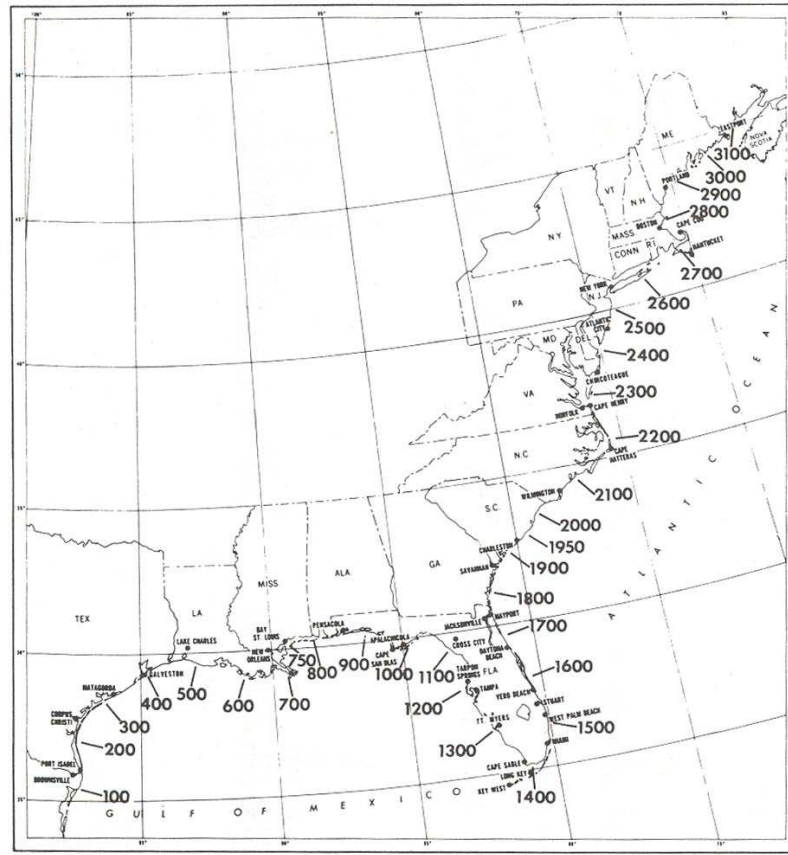 ME
EASTPORT
NOVA SCOTIA
3100
3000
PORTLAND
2900
VT
N H
2800
BOSTON
CAPE COD
MASS
CONN
R I
NANTUCKET
2700
N Y
NEW YORK
2600
N J
PA
2500
ATLANTIC CITY
MD
DEL
2400
CHINCOTEAGUE
2300
VA
NORFOLK
CAPE HENRY
2200
CAPE HATTERAS
N.C
2100
WILMINGTON
S.C.
2000
1950
CHARLESTON
1900
SAVANNAH
GA
1800
ALA
MISS
LA
TEX
JACKSONVILLE
MAYPORT
1700
PENSACOLA
BAY ST LOUIS
LAKE CHARLES
NEW ORLEANS
750
800
900
APALACHICOLA
CAPE SAN BLAS
1000
CROSS CITY
1100
DAYTONA BEACH
FLA.
1600
TARPON SPRINGS
TAMPA
1200
VERO BEACH
STUART
WEST PALM BEACH
1500
FT MYERS
1300
MIAMI
CAPE SABLE
LONG KEY
KEY WEST
1400
GALVESTON
400
500
600
700
MATAGORDA
300
CORPUS CHRISTI
200
PORT ISABEL
BROWNSVILLE
100
GULF OF MEXICO
ATLANTIC OCEAN